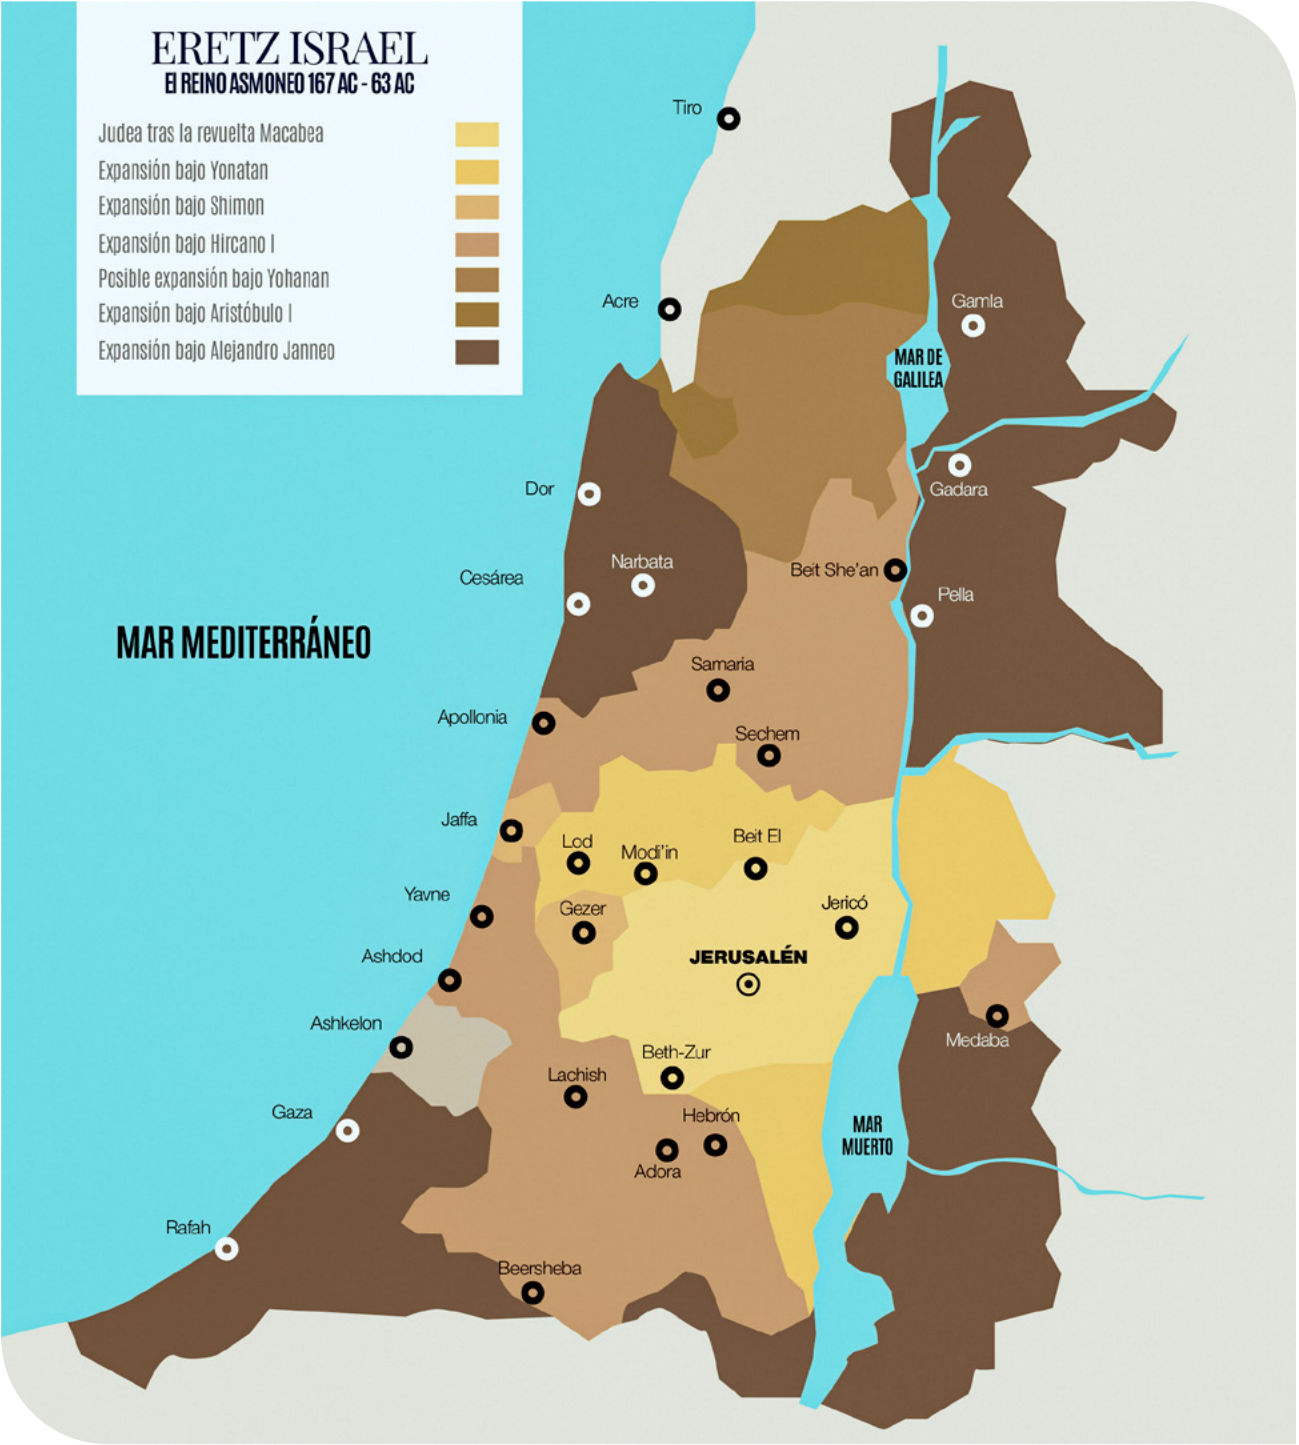 ERETZ ISRAEL
El REINO ASMONEO 167 AC - 63 AC
Judea tras la revuelta Macabea
Expansión bajo Yonatan
Expansión bajo Shimon
Expansión bajo Hircano I
Posible expansión bajo Yohanan
Expansión bajo Aristóbulo I
Expansión bajo Alejandro Janneo
Tiro
Acre
Gamla
MAR DE
GALILEA
Dor
Gadara
Narbata
Cesárea
Beit She'an
Pella
MAR MEDITERRÁNEO
Samaria
Apollonia
Sechem
Jaffa
Lod
Modi'in
Beit El
Yavne
Gezer
Jericó
Ashdod
JERUSALÉN
Ashkelon
Medaba
Beth-Zur
Lachish
Gaza
Hebrón
MAR
MUERTO
Adora
Rafah
Beersheba